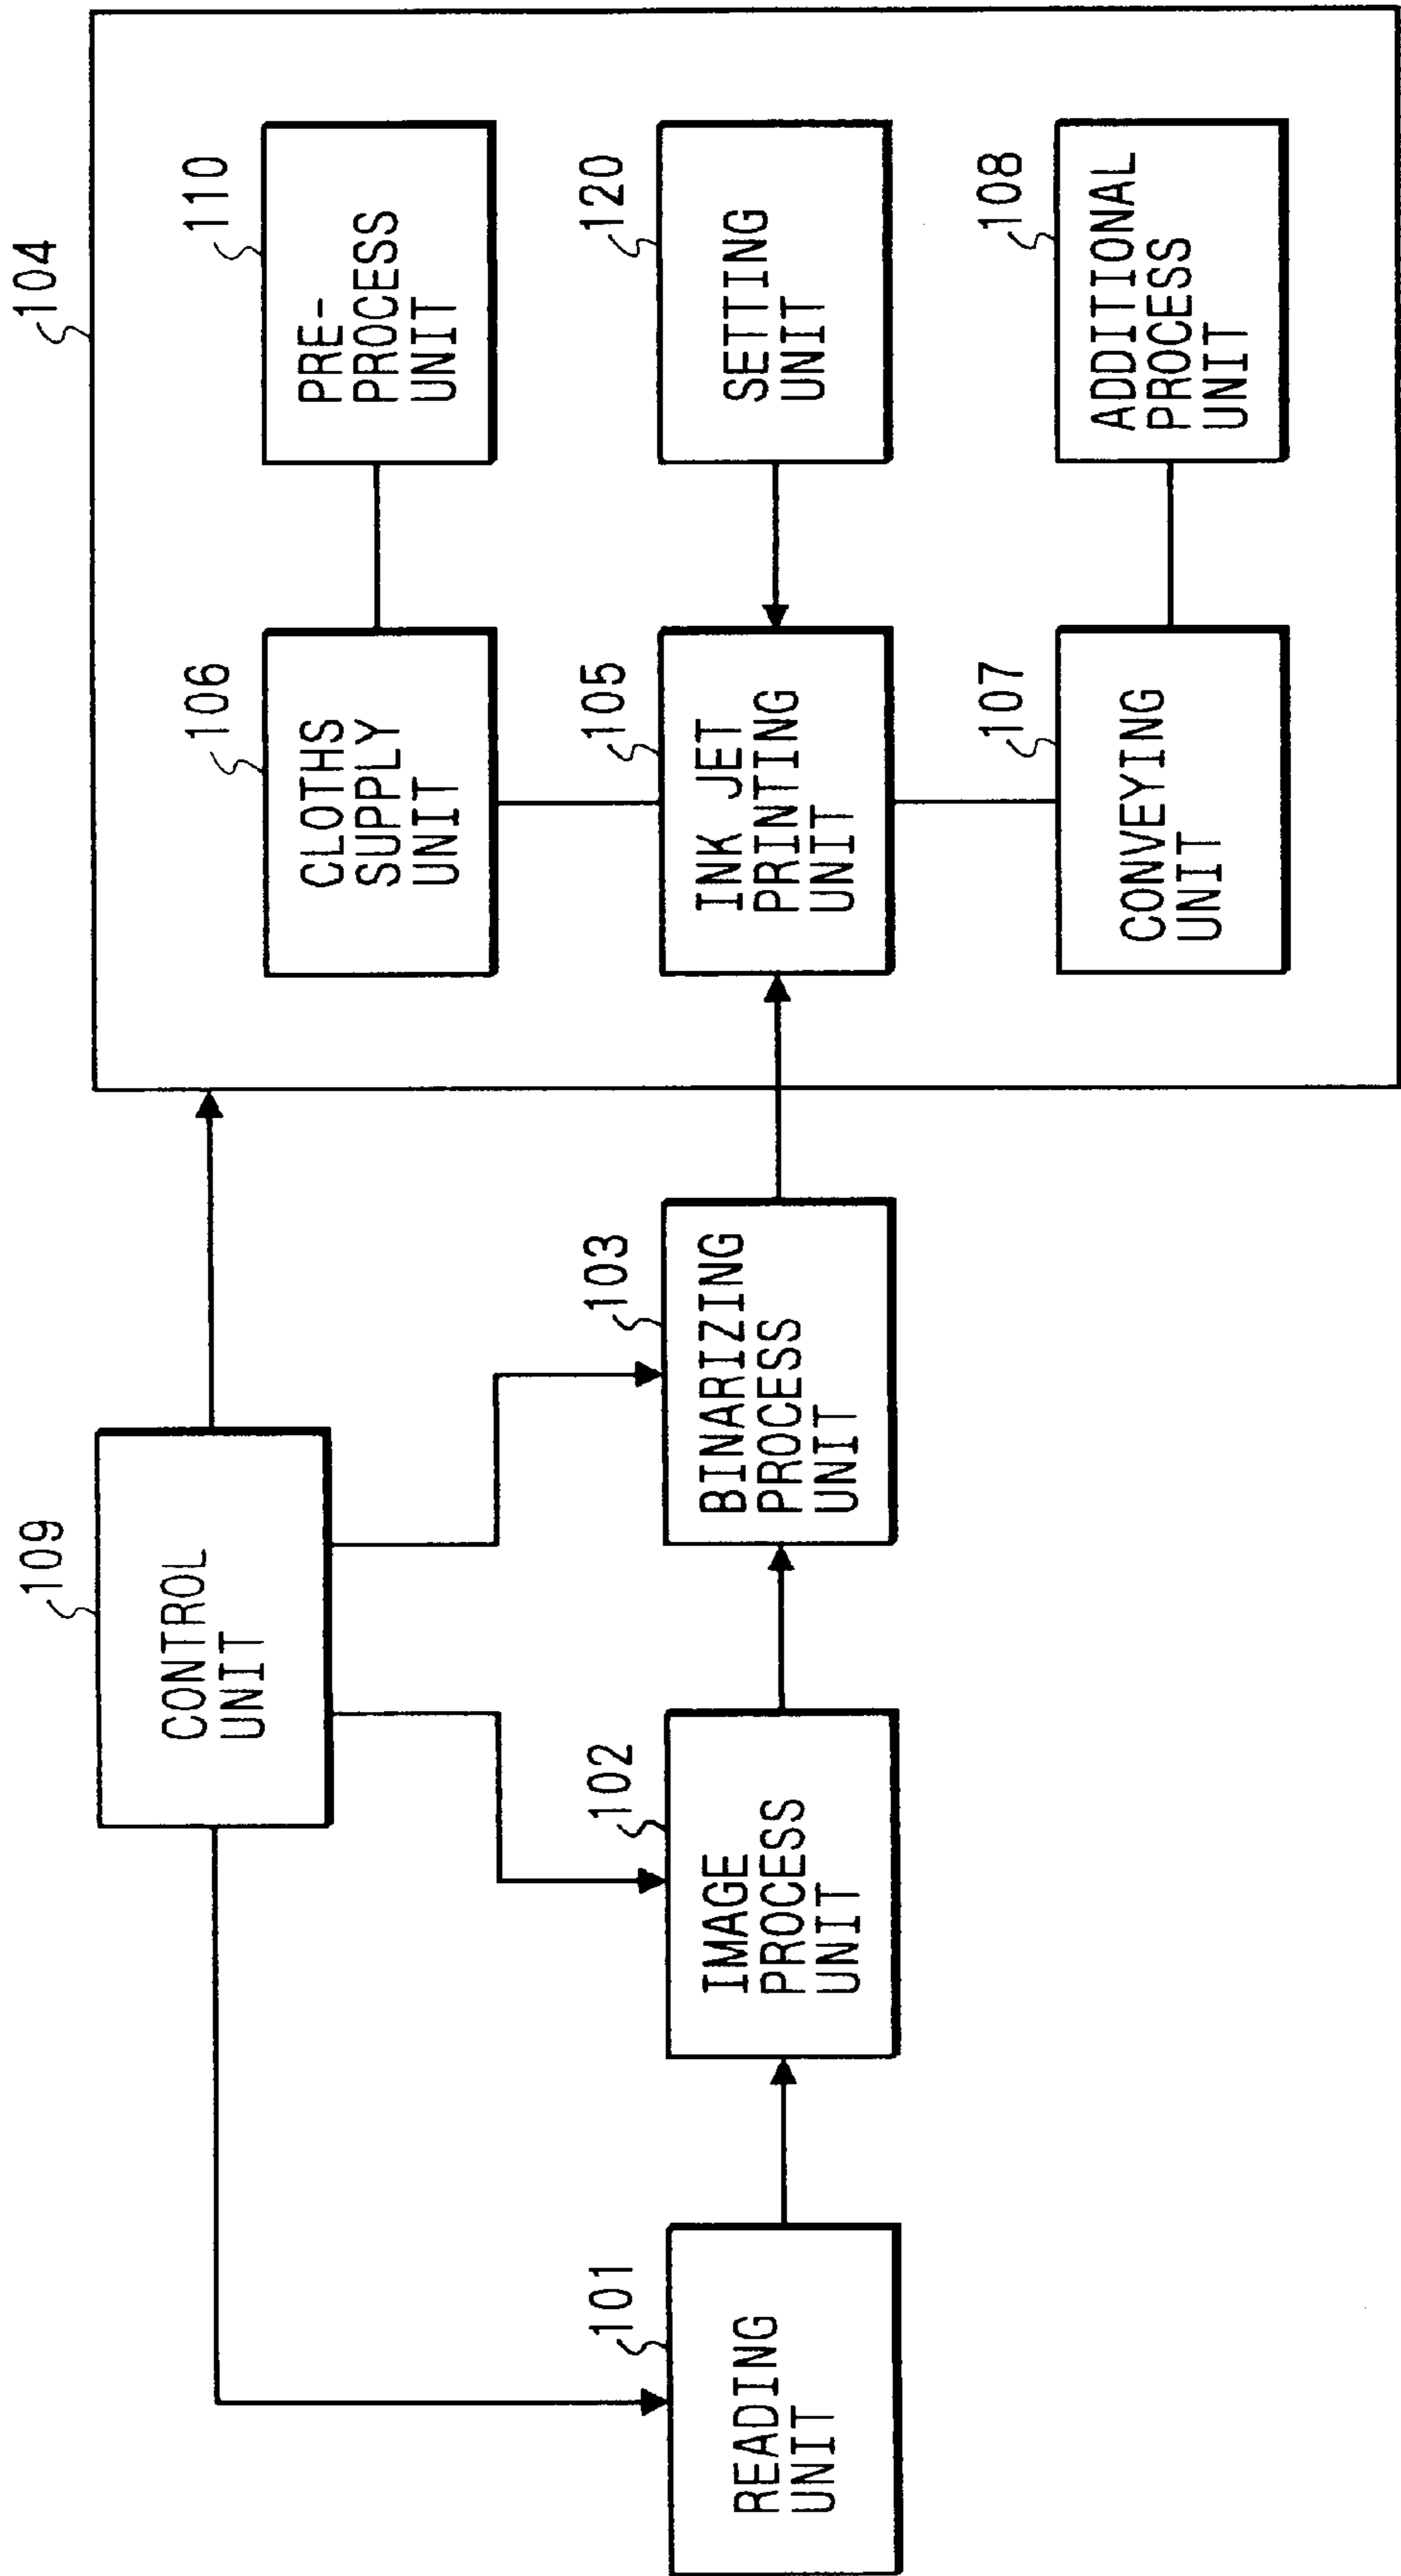 104
109
CONTROL
UNIT
106
CLOTHS
SUPPLY
UNIT
110
PRE-
PROCESS
UNIT
101
READING
UNIT
102
IMAGE
PROCESS
UNIT
103
BINARIZING
PROCESS
UNIT
105
INK JET
PRINTING
UNIT
120
SETTING
UNIT
107
CONVEYING
UNIT
108
ADDITIONAL
PROCESS
UNIT